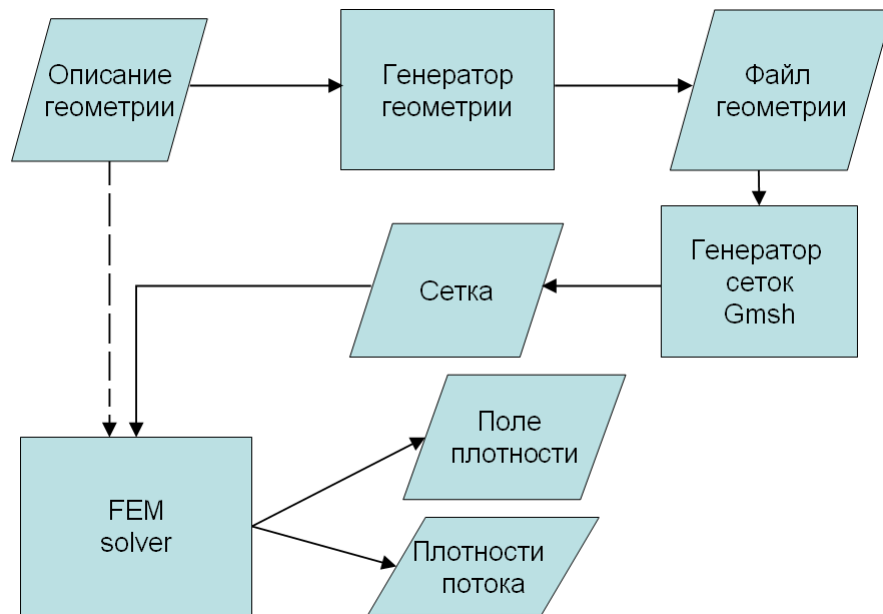 Описание
геометрии
Генератор
геометрии
Файл
геометрии
Генератор
сеток
Gmsh
Сетка
Поле
плотности
FEM
solver
Плотности
потока